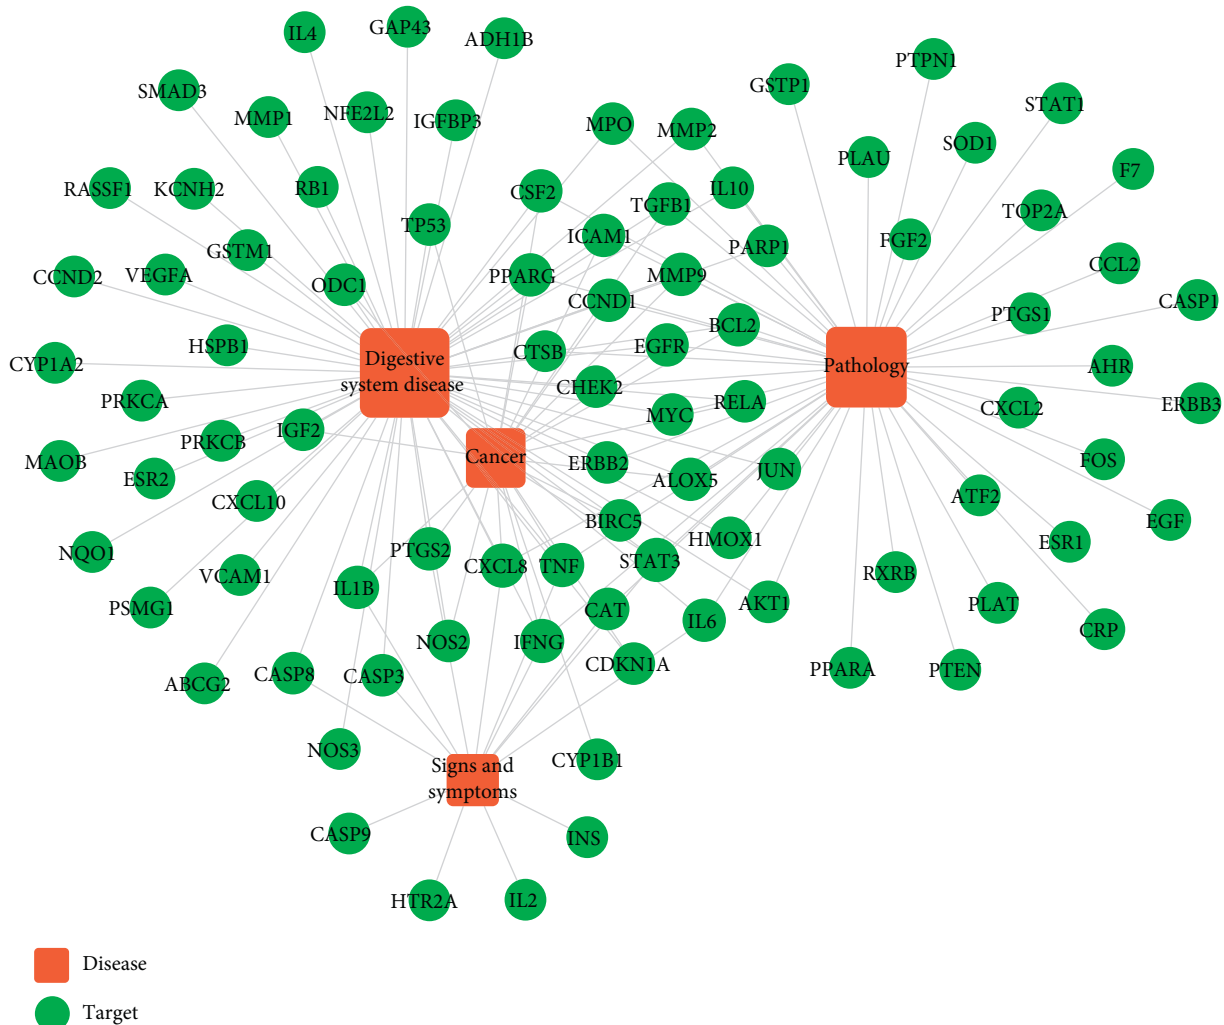 IL4
GAP43
ADH1B
SMAD3
MMP1
NFE2L2
IGFBP3
MPO
MMP2
GSTP1
PTPN1
STAT1
PLAU
SOD1
F7
RASSF1
KCNH2
RB1
TP53
CSF2
TGFB1
IL10
ICAM1
PARP1
FGF2
TOP2A
CCND2
VEGFA
GSTM1
ODC1
PPARG
MMP9
CCND1
CCL2
PTGS1
CASP1
CYP1A2
HSPB1
Digestive
system disease
CTSB
EGFR
BCL2
Pathology
AHR
PRKCA
CHEK2
MYC
RELA
CXCL2
ERBB3
MAOB
PRKCB
IGF2
Cancer
ERBB2
ALOX5
JUN
FOS
ESR2
CXCL10
ATF2
EGF
NQO1
VCAM1
PTGS2
CXCL8
TNF
BIRC5
STAT3
HMOX1
ESR1
PSMG1
IL1B
CAT
IL6
AKT1
RXRB
PLAT
CRP
NOS2
IFNG
CDKN1A
ABCG2
CASP8
CASP3
PPARA
PTEN
NOS3
Signs and
symptoms
CYP1B1
CASP9
INS
HTR2A
IL2
Disease
Target